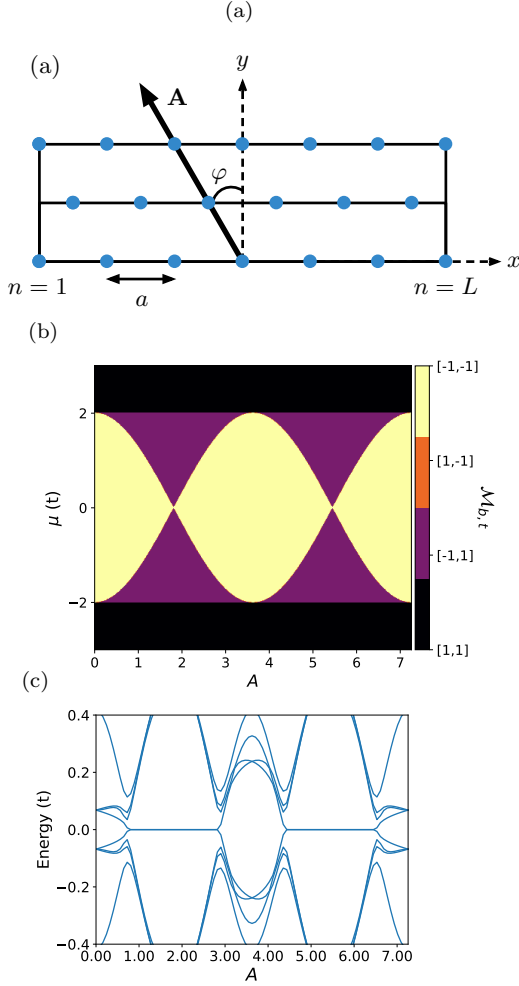 (a)
(a)
A
y
φ
x
n = 1
a
n = L
(b)
μ (t)
2
0
−2
0
1
2
3
4
5
6
7
A
[-1,-1]
[1,-1]
[-1,1]
[1,1]
ℳb,t
(c)
Energy (t)
0.4
0.2
0.0
−0.2
−0.4
0.00
1.00
2.00
3.00
4.00
5.00
6.00
7.00
A